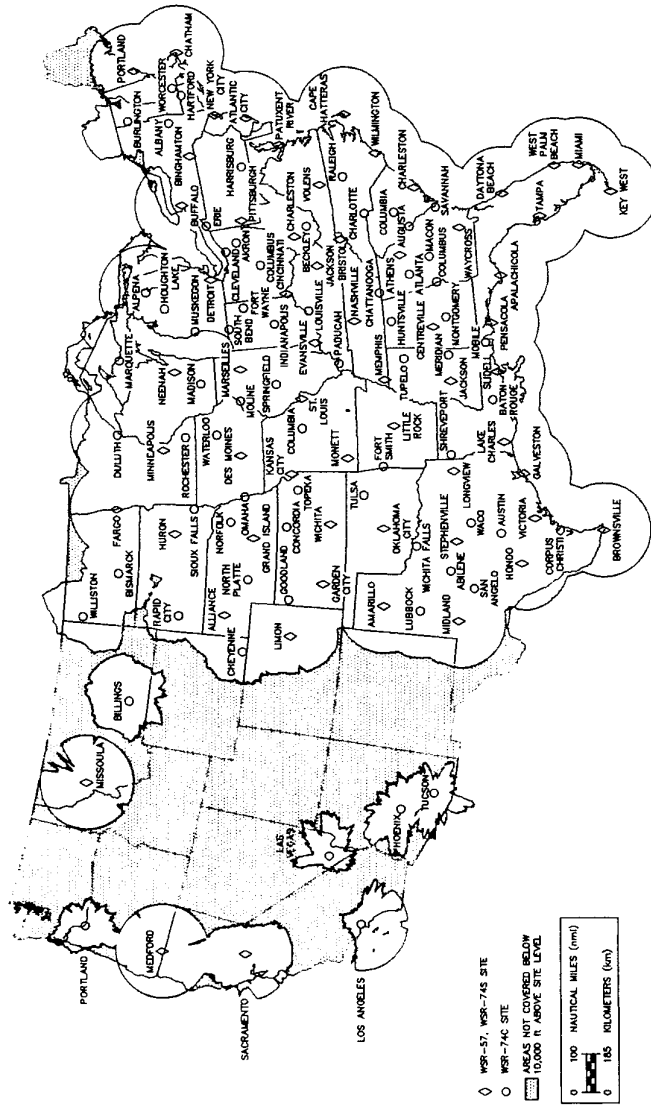 PORTLAND
MEDFORD
SACRAMENTO
LOS ANGELES
LAS
VEGAS
PHOENIX
TUCSON
MISSOULA
BILLINGS
WILLISTON
BISMARCK
FARGO
RAPID
CITY
HURON
SIOUX FALLS
ALLIANCE
NORTH
PLATTE
NORFOLK
OMAHA
GRAND ISLAND
CHEYENNE
LIMON
GOODLAND
CONCORDIA
TOPEKA
WICHITA
GARDEN
CITY
AMARILLO
LUBBOCK
TULSA
OKLAHOMA
CITY
WICHITA FALLS
MIDLAND
ABILENE
STEPHENVILLE
SAN
ANGELO
LONGVIEW
WACO
AUSTIN
HONDO
VICTORIA
CORPUS
CHRISTI
BROWNSVILLE
GALVESTON
LAKE
CHARLES
SHREVEPORT
DULUTH
MINNEAPOLIS
ROCHESTER
WATERLOO
DES MOINES
KANSAS
CITY
COLUMBIA
ST.
LOUIS
MONETT
FORT
SMITH
LITTLE
ROCK
MARQUETTE
NEENAH
MADISON
MARSEILLES
MOLINE
SPRINGFIELD
ALPENA
HOUGHTON
LAKE
MUSKEGON
DETROIT
SOUTH
BEND
FORT
WAYNE
INDIANAPOLIS
EVANSVILLE
LOUISVILLE
PADUCAH
MEMPHIS
NASHVILLE
JACKSON
BRISTOL
CHATTANOOGA
HUNTSVILLE
TUPELO
CENTREVILLE
MERIDIAN
JACKSON
MONTGOMERY
MOBILE
SLIDEL
BATON
ROUGE
PENSACOLA
APALACHICOLA
CLEVELAND
AKRON
COLUMBUS
CINCINNATI
CHARLESTON
BECKLEY
VOLENS
PITTSBURGH
ERIE
BUFFALO
BINGHAMTON
ALBANY
BURLINGTON
PORTLAND
WORCESTER
HARTFORD
CHATHAM
NEW YORK
CITY
ATLANTIC
CITY
HARRISBURG
PATUXENT
RIVER
CAPE
HATTERAS
RALEIGH
WILMINGTON
CHARLOTTE
COLUMBIA
CHARLESTON
SAVANNAH
AUGUSTA
ATHENS
ATLANTA
MACON
COLUMBUS
WAYCROSS
DAYTONA
BEACH
WEST
PALM
BEACH
MIAMI
TAMPA
KEY WEST
WSR-57, WSR-74S SITE
WSR-74C SITE
AREAS NOT COVERED BELOW
10,000 ft ABOVE SITE LEVEL
0 100 NAUTICAL MILES (nmi)
0 185 KILOMETERS (km)